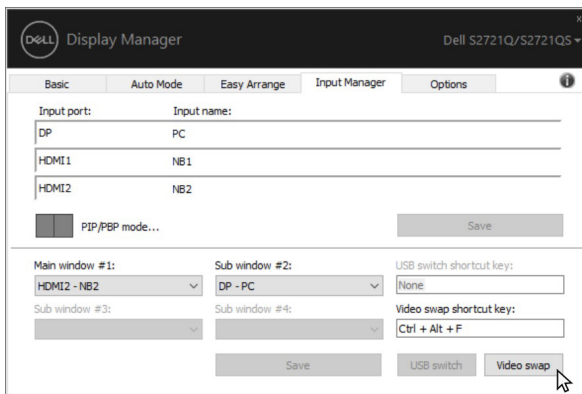 DELL Display Manager
Dell S2721Q/S2721QS
Basic Auto Mode Easy Arrange Input Manager Options
Input port: Input name:
DP PC
HDMI1 NB1
HDMI2 NB2
PIP/PBP mode... Save
Main window #1: Sub window #2: USB switch shortcut key:
HDMI2 - NB2 DP - PC None
Sub window #3: Sub window #4: Video swap shortcut key:
Ctrl + Alt + F
Save USB switch Video swap